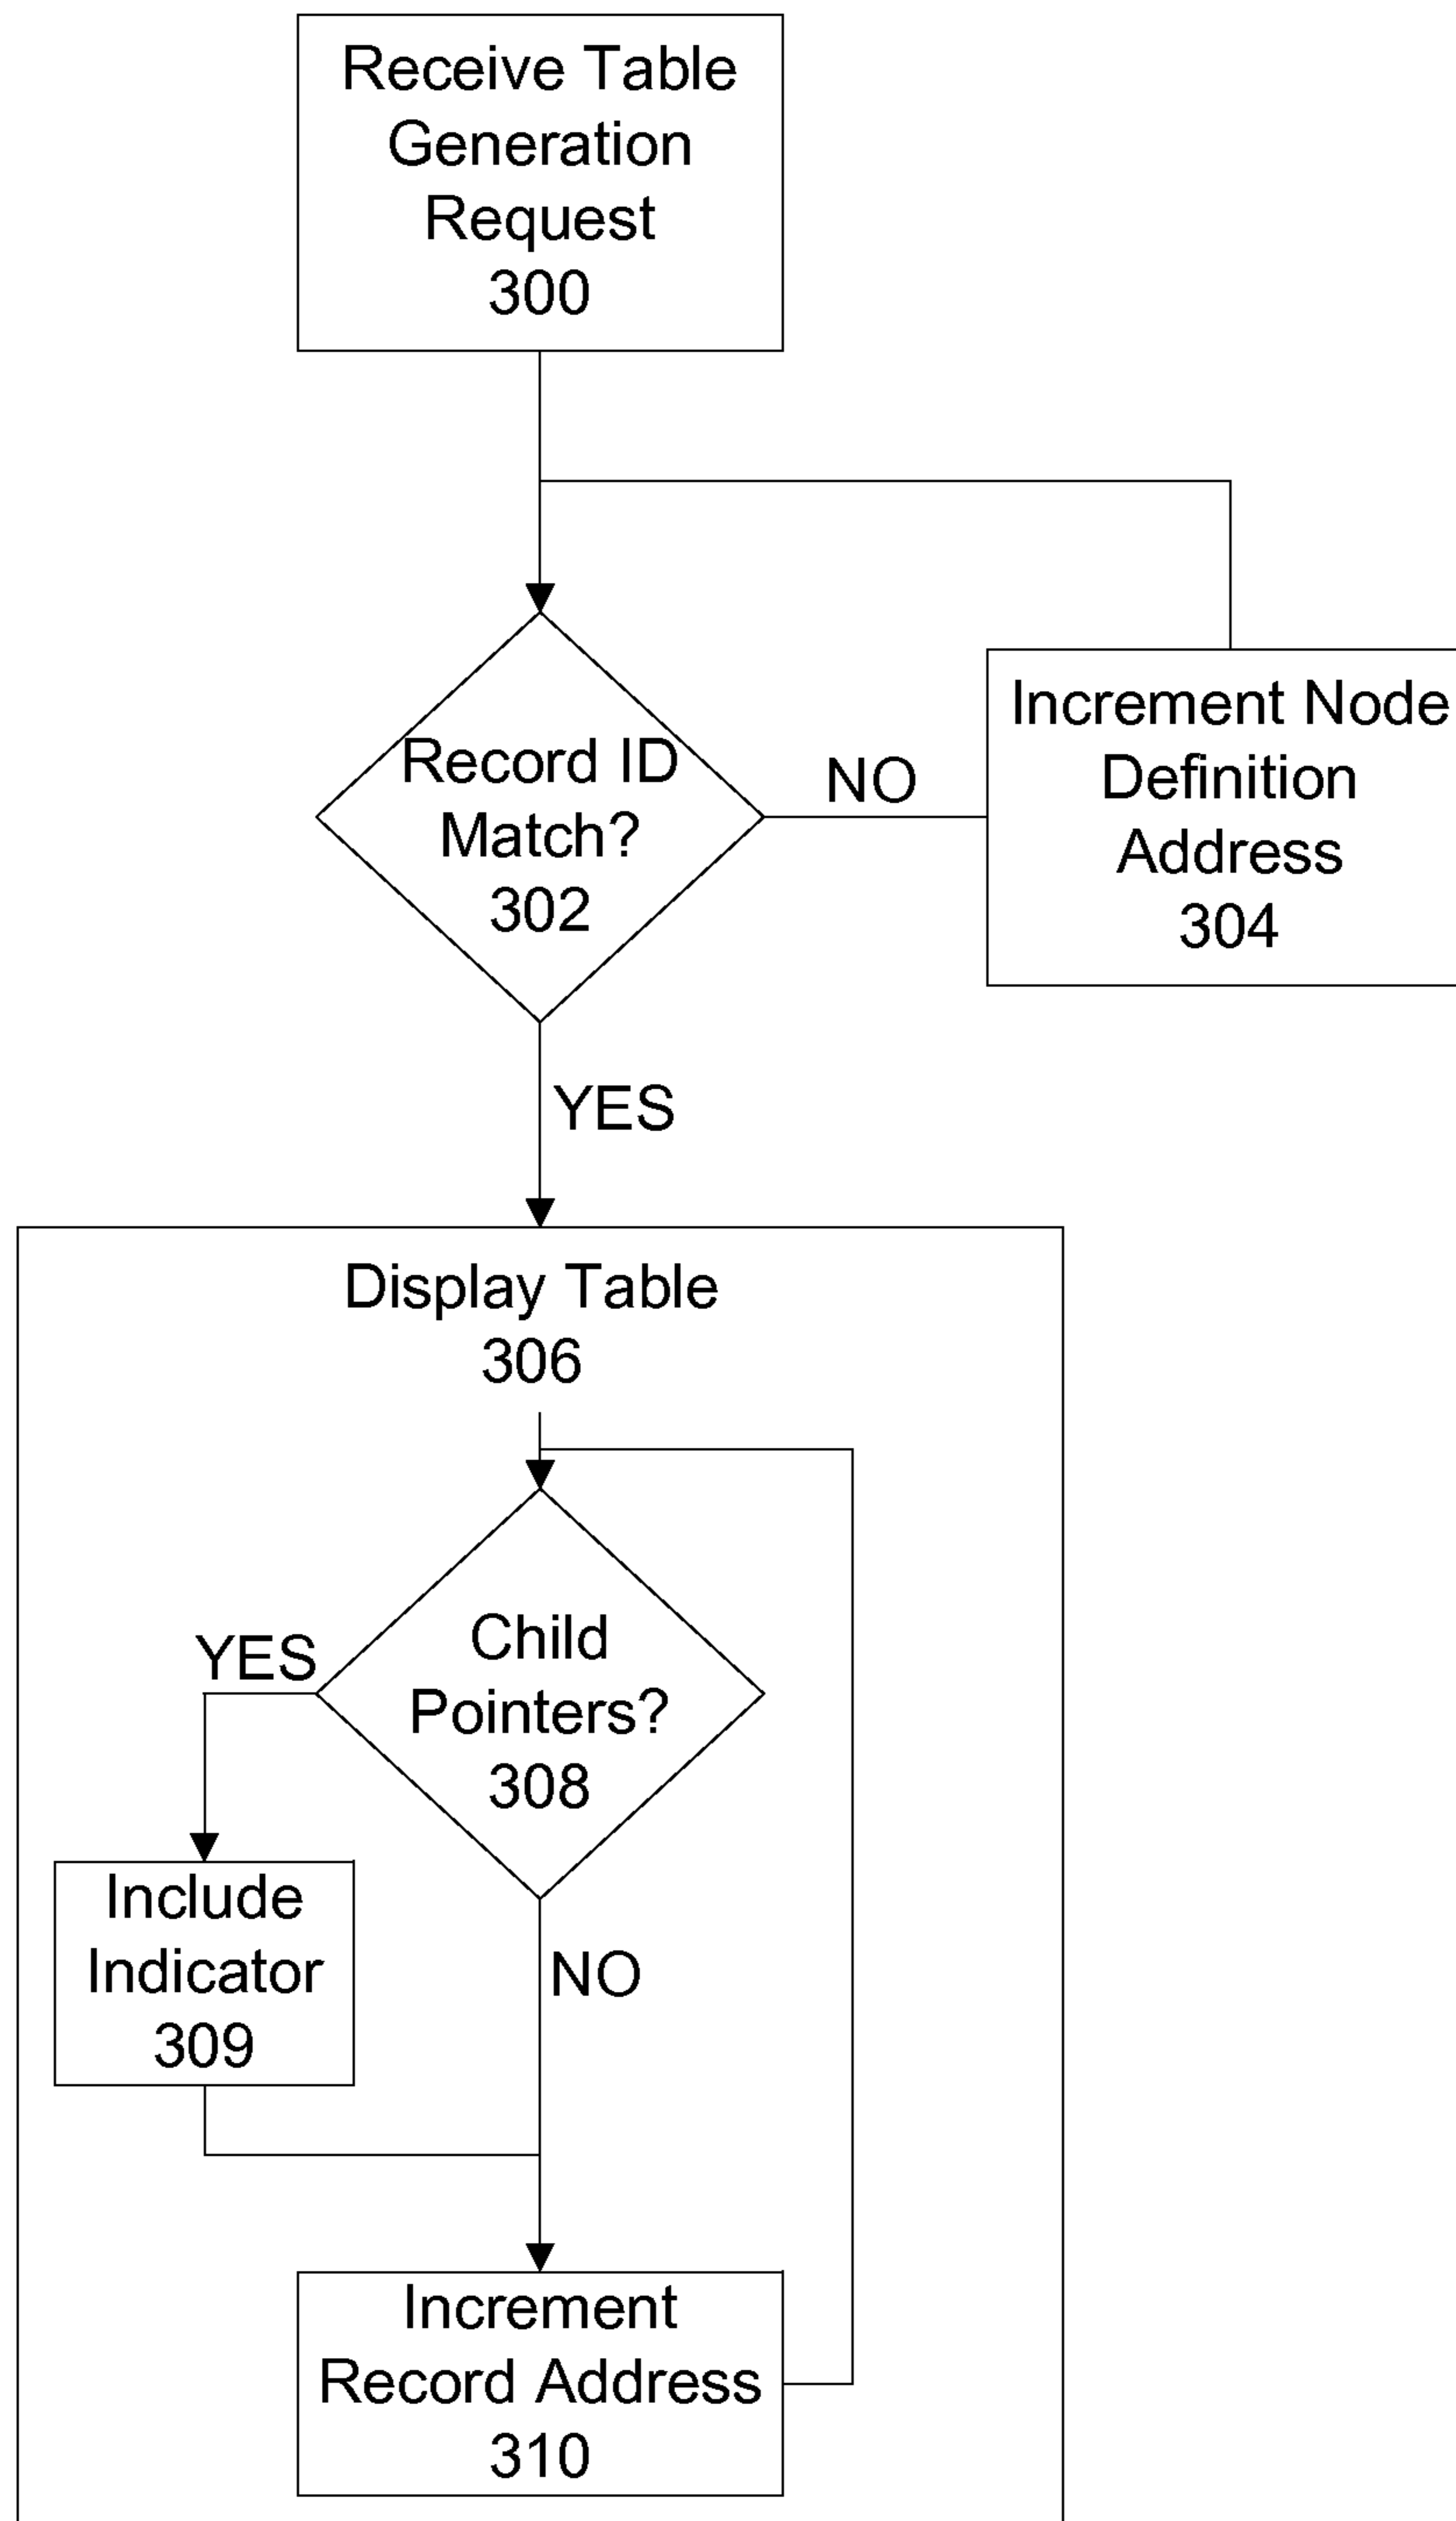 Receive Table
Generation
Request
300
Record ID
Match?
302
NO
Increment Node
Definition
Address
304
YES
Display Table
306
Child
Pointers?
308
YES
Include
Indicator
309
NO
Increment
Record Address
310